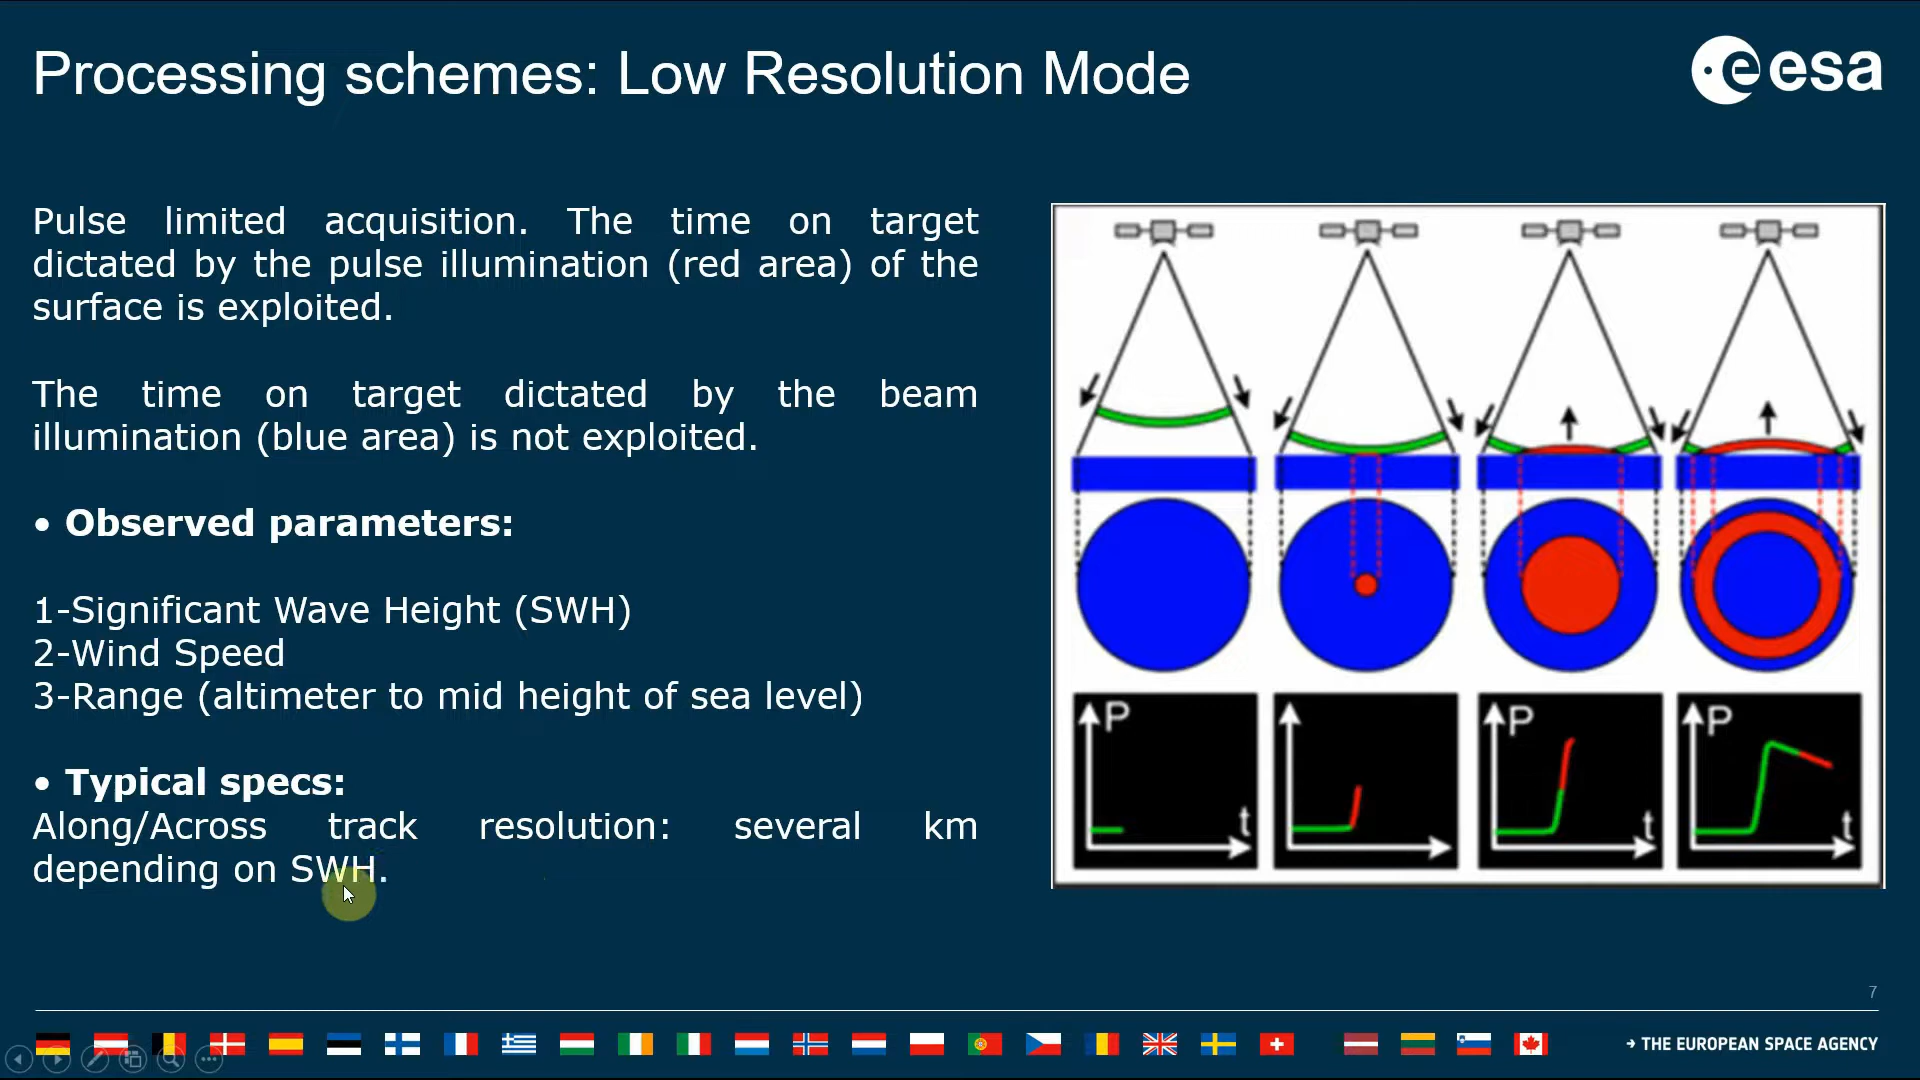 Processing schemes: Low Resolution Mode
esa
Pulse limited acquisition. The time on target
dictated by the pulse illumination (red area) of the
surface is exploited.
The time on target dictated by the beam
illumination (blue area) is not exploited.
• Observed parameters:
1-Significant Wave Height (SWH)
2-Wind Speed
3-Range (altimeter to mid height of sea level)
• Typical specs:
Along/Across track resolution: several km
depending on SWH.
P
t
P
t
P
t
7
→ THE EUROPEAN SPACE AGENCY